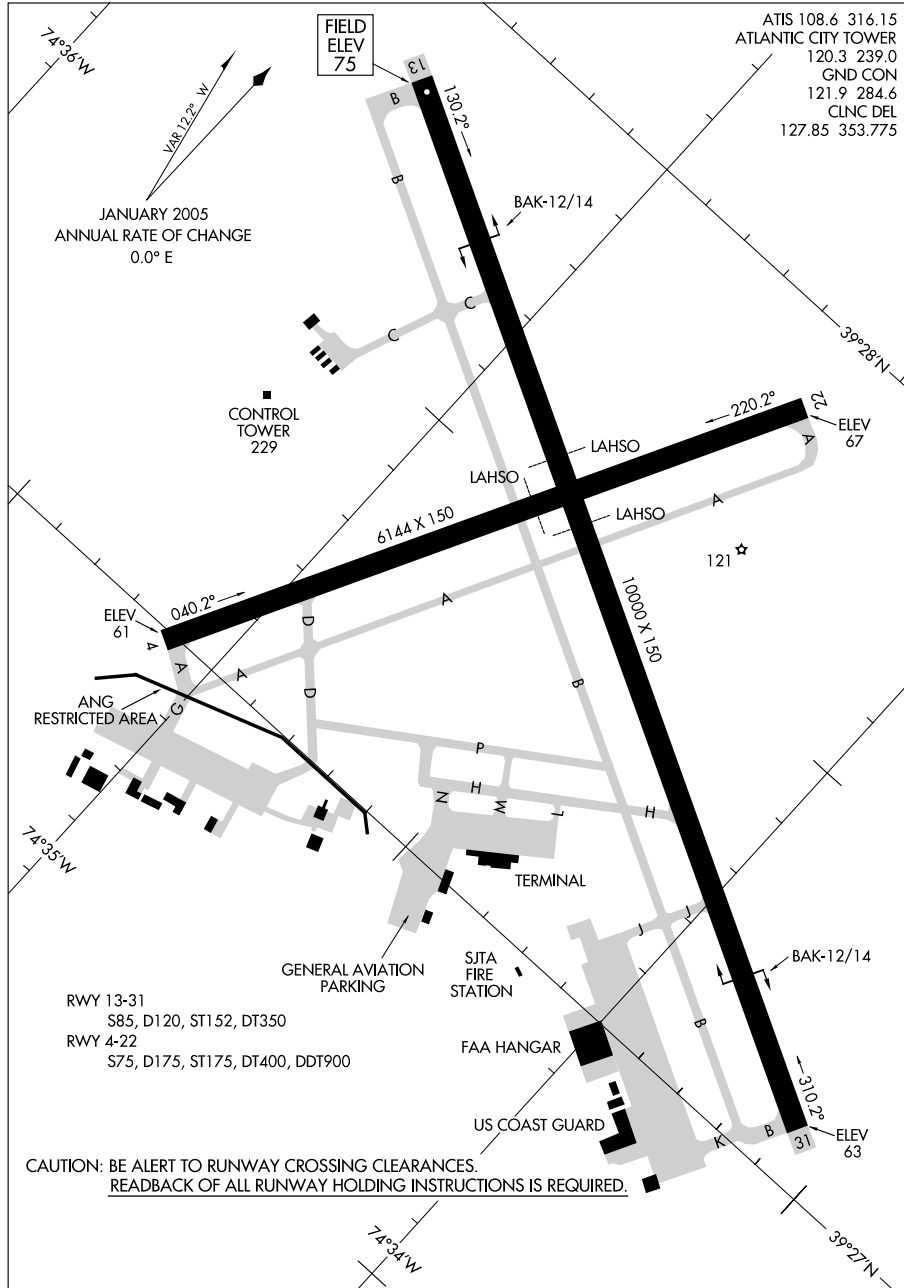 ATIS 108.6 316.15
ATLANTIC CITY TOWER
120.3 239.0
GND CON
121.9 284.6
CLNC DEL
127.85 353.775
FIELD
ELEV
75
74°36'W
VAR 12.2° W
JANUARY 2005
ANNUAL RATE OF CHANGE
0.0° E
13
B
130.2°
B
BAK-12/14
C
C
39°28'N
CONTROL
TOWER
229
22
220.2°
ELEV
67
A
LAHSO
LAHSO
LAHSO
A
6144 X 150
121
10000 X 150
040.2°
ELEV
61
4
A
D
A
A
D
B
G
ANG
RESTRICTED AREA
P
H
N
M
L
H
74°35'W
TERMINAL
J
J
BAK-12/14
GENERAL AVIATION
PARKING
SJTA
FIRE
STATION
RWY 13-31
S85, D120, ST152, DT350
RWY 4-22
S75, D175, ST175, DT400, DDT900
B
FAA HANGAR
310.2°
US COAST GUARD
K
B
31
ELEV
63
CAUTION: BE ALERT TO RUNWAY CROSSING CLEARANCES.
READBACK OF ALL RUNWAY HOLDING INSTRUCTIONS IS REQUIRED.
74°34'W
39°27'N